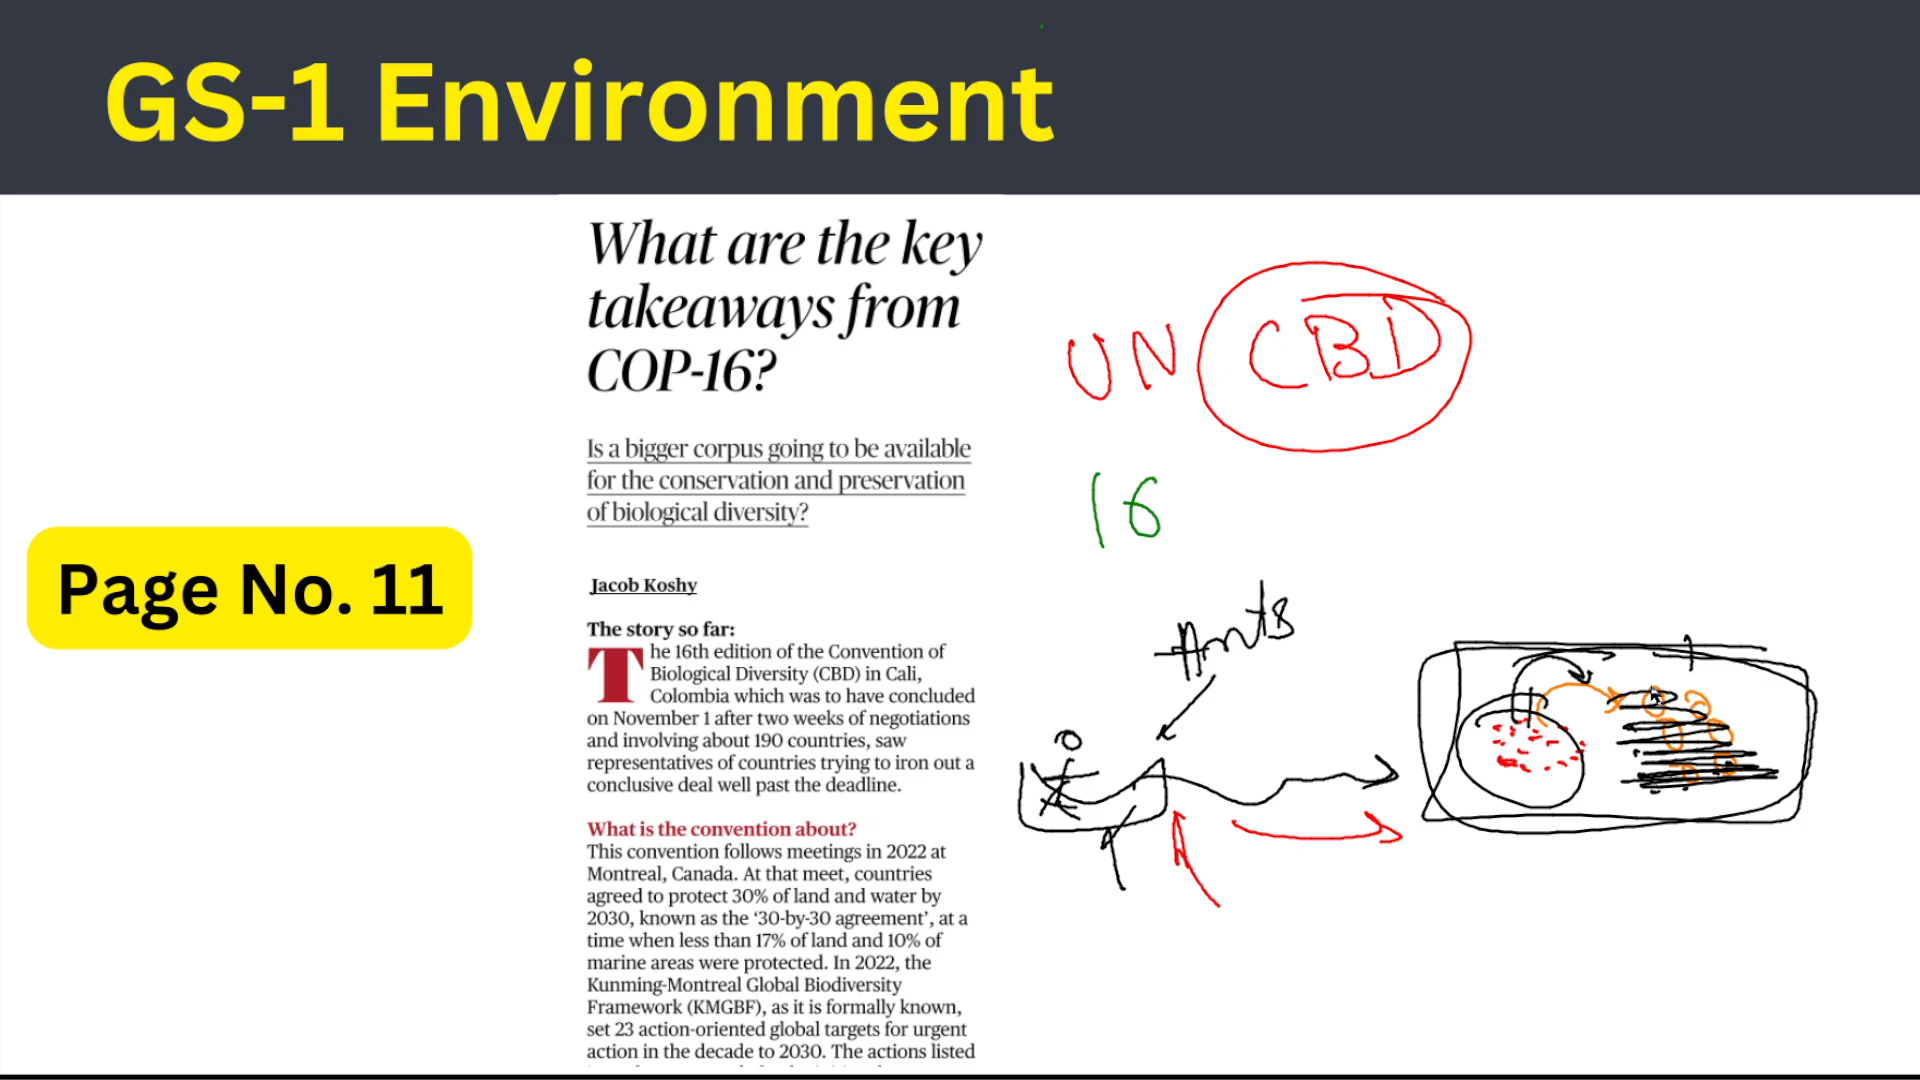 GS-1 Environment
What are the key
takeaways from
COP-16?
Is a bigger corpus going to be available
for the conservation and preservation
of biological diversity?
Jacob Koshy
The story so far:
The 16th edition of the Convention of
Biological Diversity (CBD) in Cali,
Colombia which was to have concluded
on November 1 after two weeks of negotiations
and involving about 190 countries, saw
representatives of countries trying to iron out a
conclusive deal well past the deadline.
What is the convention about?
This convention follows meetings in 2022 at
Montreal, Canada. At that meet, countries
agreed to protect 30% of land and water by
2030, known as the ‘30-by-30 agreement’, at a
time when less than 17% of land and 10% of
marine areas were protected. In 2022, the
Kunming-Montreal Global Biodiversity
Framework (KMGBF), as it is formally known,
set 23 action-oriented global targets for urgent
action in the decade to 2030. The actions listed
Page No. 11
UN CBD
16